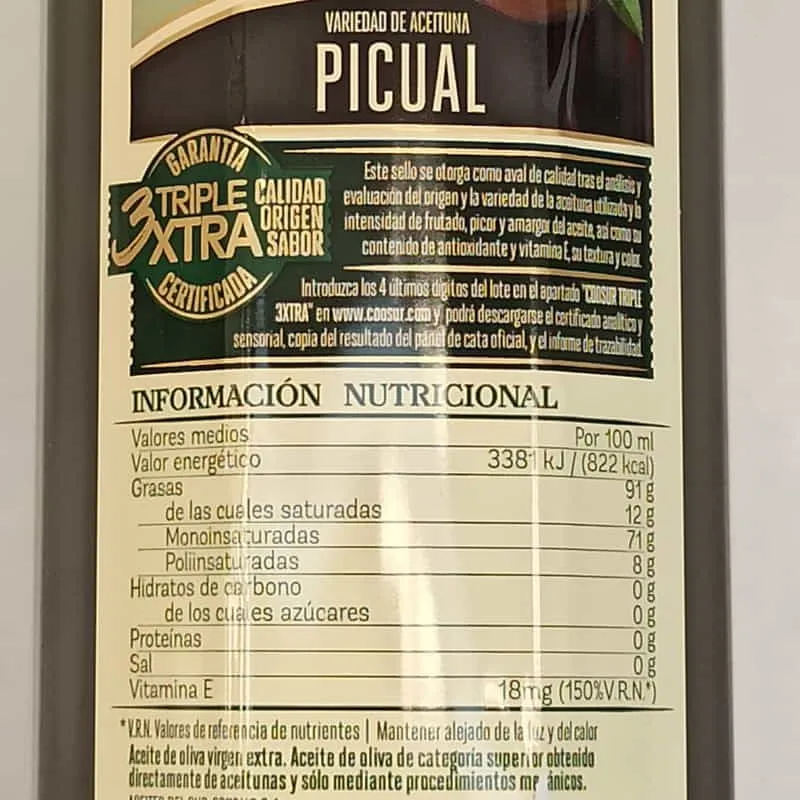 VARIEDAD DE ACEITUNA
PICUAL
GARANTIA
3 TRIPLE XTRA
CALIDAD
ORIGEN
SABOR
CERTIFICADA
Este sello se otorga como aval de calidad tras el análisis y
evaluación del origen y la variedad de la aceituna utilizada y la
intensidad de frutado, picor y amargor del aceite, así como su
contenido de antioxidante y vitamina E, su textura y color.
Introduzca los 4 últimos dígitos del lote en el apartado "COOSUR TRIPLE
3XTRA" en www.coosur.com y podrá descargarse el certificado analítico y
sensorial, copia del resultado del panel de cata oficial, y el informe de trazabilidad.
INFORMACIÓN NUTRICIONAL
Valores medios Por 100 ml
Valor energético 3381 kJ / (822 kcal)
Grasas 91 g
de las cuales saturadas 12 g
Monoinsaturadas 71 g
Poliinsaturadas 8 g
Hidratos de carbono 0 g
de los cuales azúcares 0 g
Proteínas 0 g
Sal 0 g
Vitamina E 18mg (150%V.R.N.*)
*V.R.N. Valores de referencia de nutrientes | Mantener alejado de la luz y del calor
Aceite de oliva virgen extra. Aceite de oliva de categoría superior obtenido
directamente de aceitunas y sólo mediante procedimientos mecánicos.